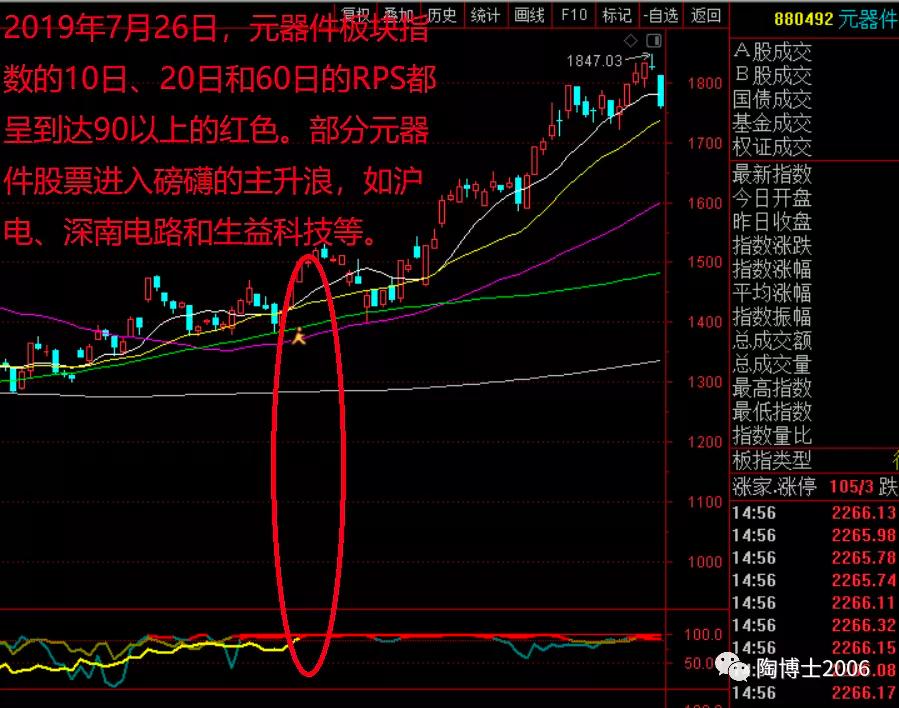 复权 叠加 历史 统计 画线 F10 标记 -自选 返回
880492 元器件
2019年7月26日，元器件板块指
数的10日、20日和60日的RPS都
呈到达90以上的红色。部分元器
件股票进入磅礴的主升浪，如沪
电、深南电路和生益科技等。
1847.03
1800
1700
1600
1500
1400
1300
1200
1100
1000
100.0
50.0
A股成交
B股成交
国债成交
基金成交
权证成交
最新指数
今日开盘
昨日收盘
指数涨跌
指数涨幅
平均涨幅
指数振幅
总成交额
总成交量
最高指数
最低指数
指数量比
板指类型
涨家.涨停 105/3 跌
14:56 2266.13
14:56 2265.98
14:56 2265.78
14:56 2265.74
14:56 2266.11
14:56 2266.32
14:56 2266.15
陶博士2006
14:56 2266.17